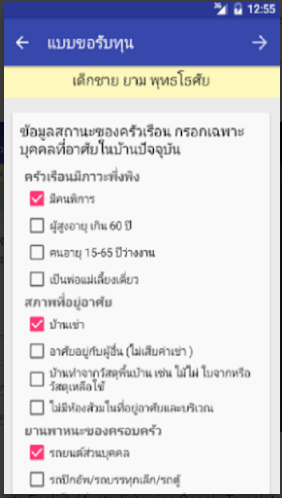 12:55
แบบขอรับทุน
เด็กชาย ยาม พุทธโธศัย
ข้อมูลสถานะของครัวเรือน กรอกเฉพาะ
บุคคลที่อาศัยในบ้านปัจจุบัน
ครัวเรือนมีภาวะพึ่งพิง
มีคนพิการ
ผู้สูงอายุ เกิน 60 ปี
คนอายุ 15-65 ปีว่างงาน
เป็นพ่อแม่เลี้ยงเดี่ยว
สภาพที่อยู่อาศัย
บ้านเช่า
อาศัยอยู่กับผู้อื่น (ไม่เสียค่าเช่า )
บ้านทำจากวัสดุพื้นบ้าน เช่น ไม้ไผ่ ใบจากหรือ
วัสดุเหลือใช้
ไม่มีห้องส้วมในที่อยู่อาศัยและบริเวณ
ยานพาหนะของครอบครัว
รถยนต์ส่วนบุคคล
รถปิกอัพ/รถบรรทุกเล็ก/รถตู้